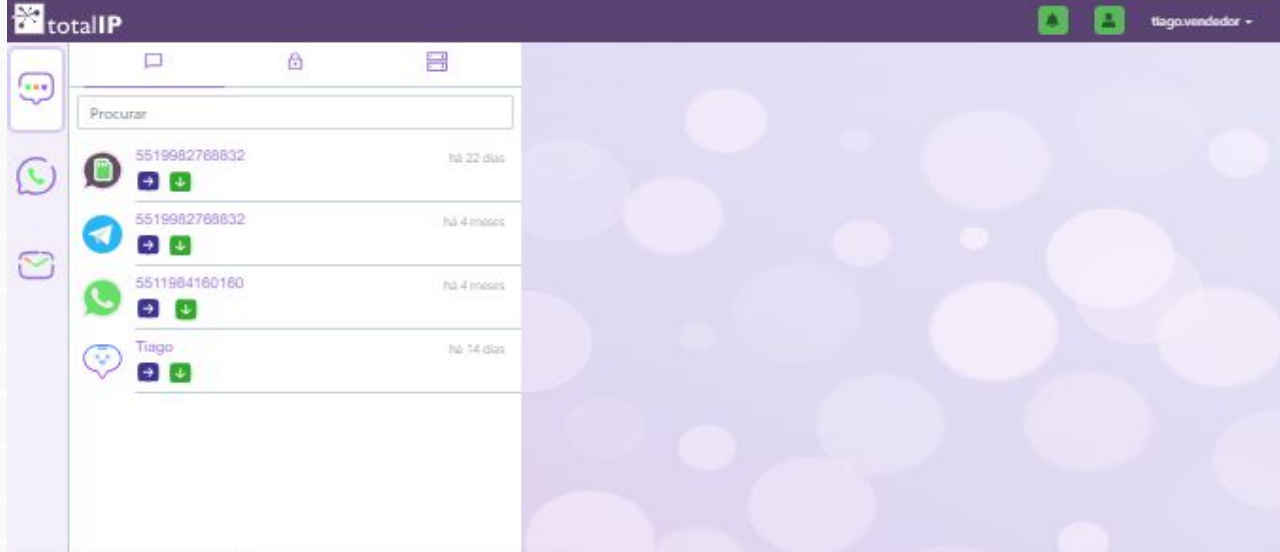 totalIP
tiago.vendedor
Procurar
5519982768832
há 22 dias
5519982768832
há 4 meses
5511984160160
há 4 meses
Tiago
há 14 dias